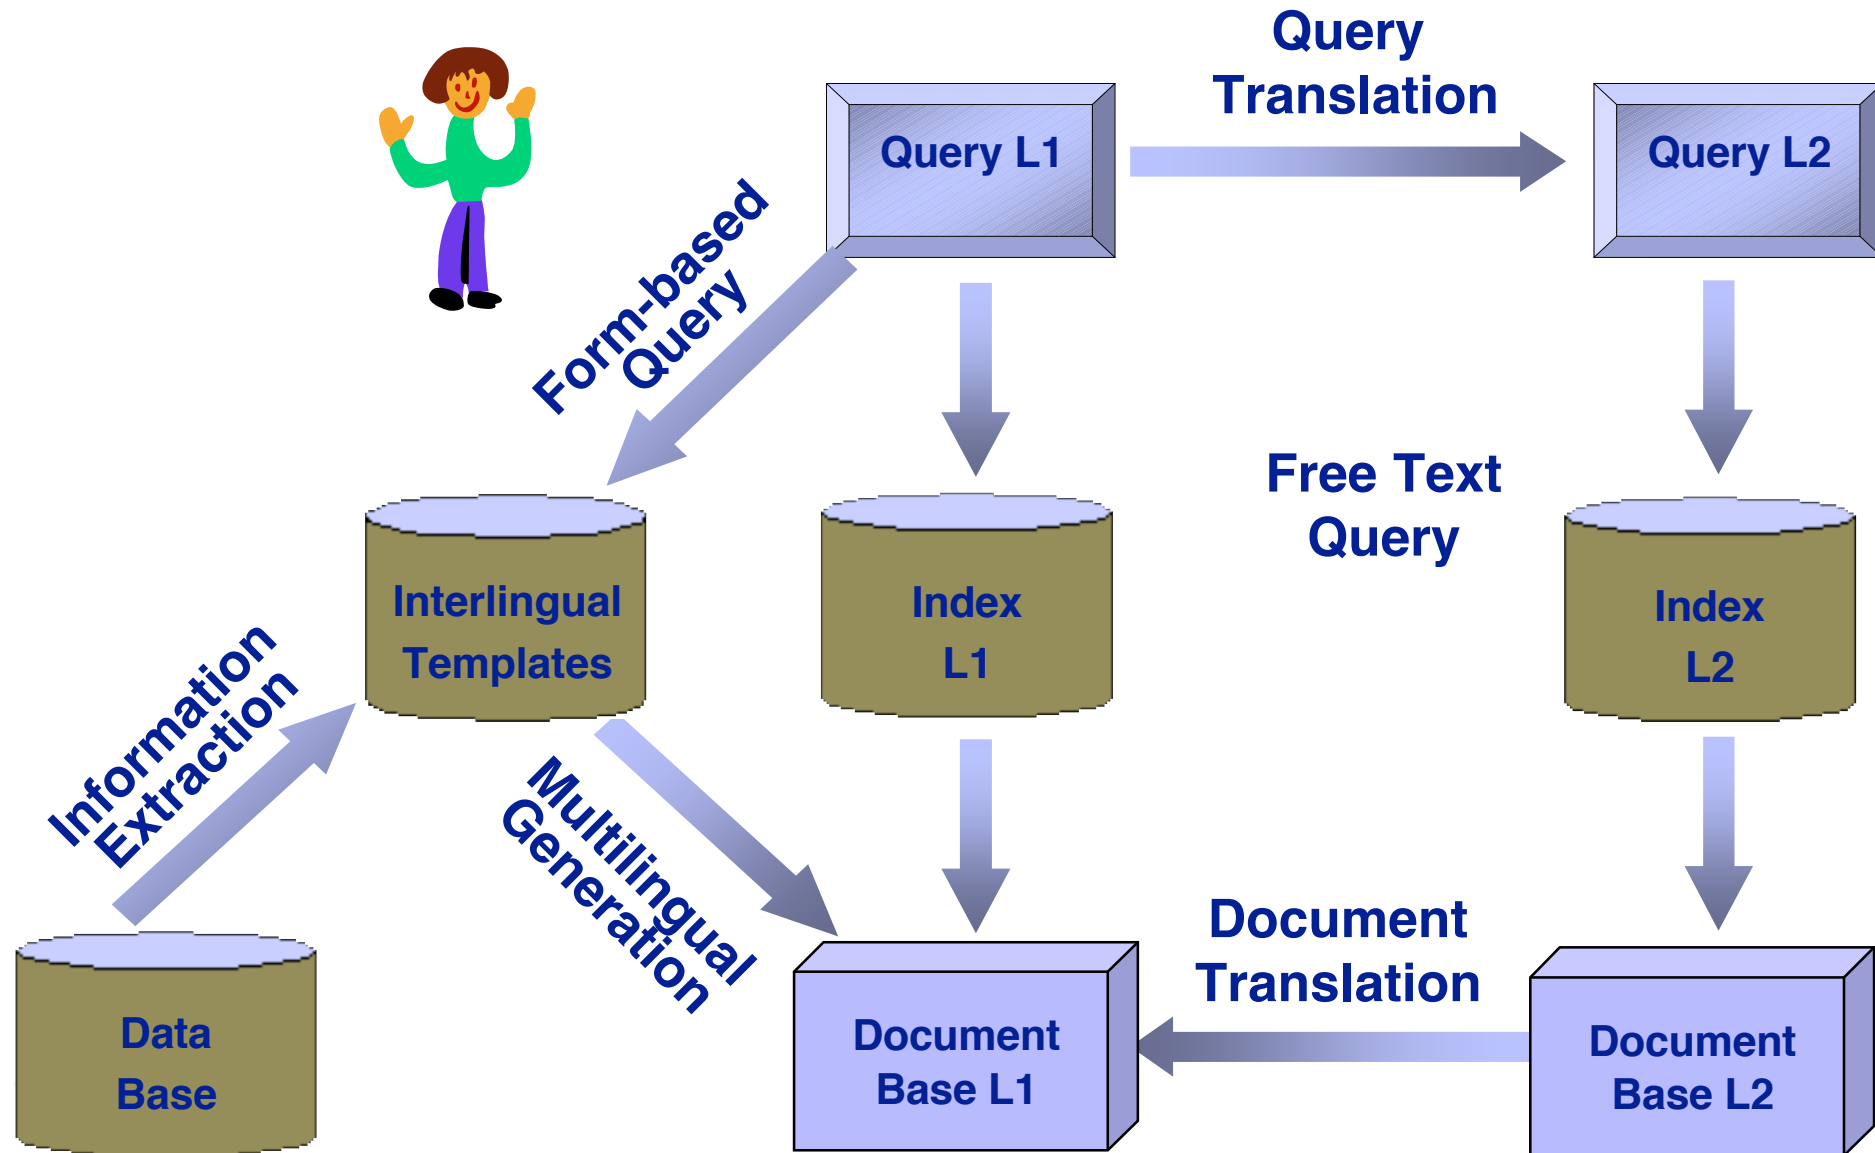 Query
Translation
Query L1
Query L2
Form-based
Query
Free Text
Query
Interlingual
Templates
Index
L1
Index
L2
Information
Extraction
Multilingual
Generation
Document
Translation
Data
Base
Document
Base L1
Document
Base L2